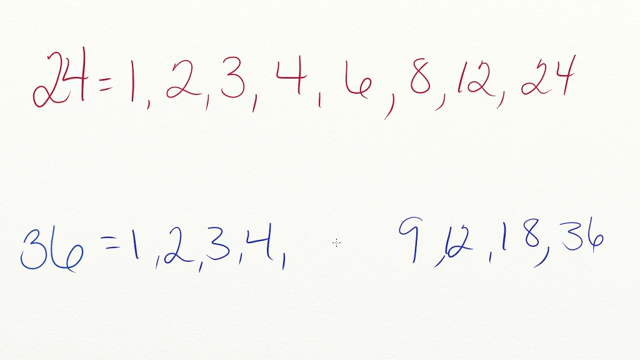 24 = 1, 2, 3, 4, 6, 8, 12, 24
36 = 1, 2, 3, 4, 9, 12, 18, 36